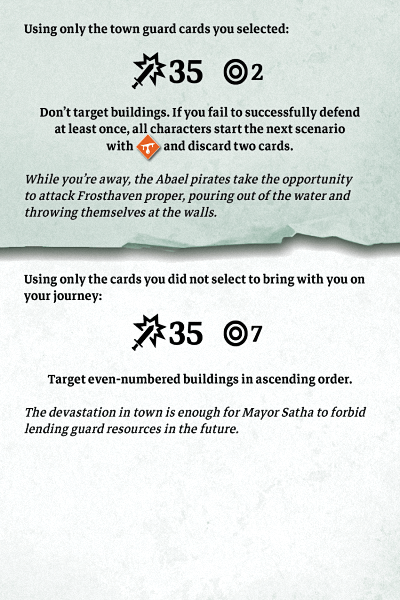 Using only the town guard cards you selected:
35 2
Don't target buildings. If you fail to successfully defend
at least once, all characters start the next scenario
with and discard two cards.
While you're away, the Abael pirates take the opportunity
to attack Frosthaven proper, pouring out of the water and
throwing themselves at the walls.
Using only the cards you did not select to bring with you on
your journey:
35 7
Target even-numbered buildings in ascending order.
The devastation in town is enough for Mayor Satha to forbid
lending guard resources in the future.